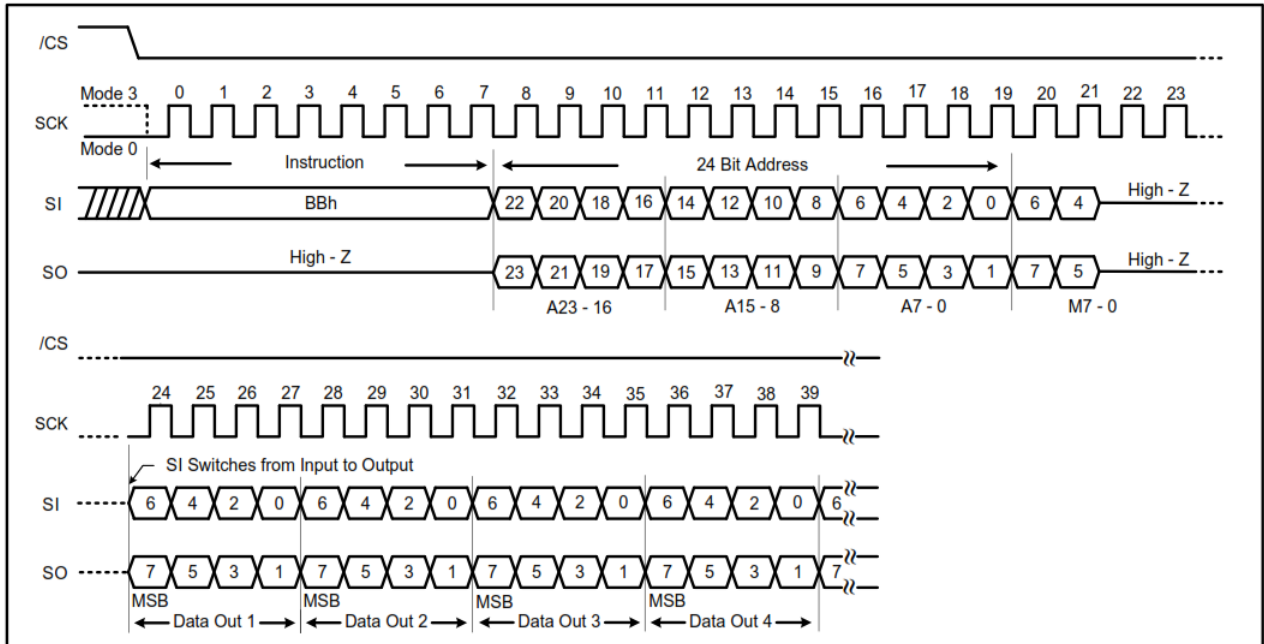 /CS
Mode 3 0 1 2 3 4 5 6 7 8 9 10 11 12 13 14 15 16 17 18 19 20 21 22 23
SCK
Mode 0
Instruction 24 Bit Address
SI BBh 22 20 18 16 14 12 10 8 6 4 2 0 6 4 High - Z
SO High - Z 23 21 19 17 15 13 11 9 7 5 3 1 7 5 High - Z
A23 - 16 A15 - 8 A7 - 0 M7 - 0
/CS
24 25 26 27 28 29 30 31 32 33 34 35 36 37 38 39
SCK
SI Switches from Input to Output
SI 6 4 2 0 6 4 2 0 6 4 2 0 6 4 2 0 6
SO 7 5 3 1 7 5 3 1 7 5 3 1 7 5 3 1 7
MSB MSB MSB MSB
Data Out 1 Data Out 2 Data Out 3 Data Out 4